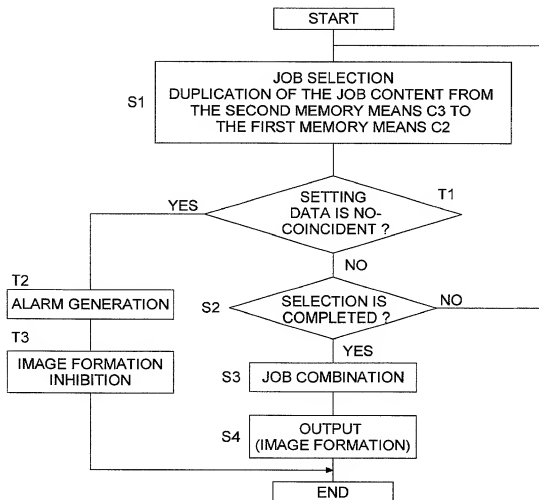 START
S1
JOB SELECTION
DUPLICATION OF THE JOB CONTENT FROM
THE SECOND MEMORY MEANS C3 TO
THE FIRST MEMORY MEANS C2
T1
SETTING
DATA IS NO-
COINCIDENT ?
YES
NO
T2
ALARM GENERATION
S2
SELECTION IS
COMPLETED ?
NO
YES
T3
IMAGE FORMATION
INHIBITION
S3
JOB COMBINATION
S4
OUTPUT
(IMAGE FORMATION)
END